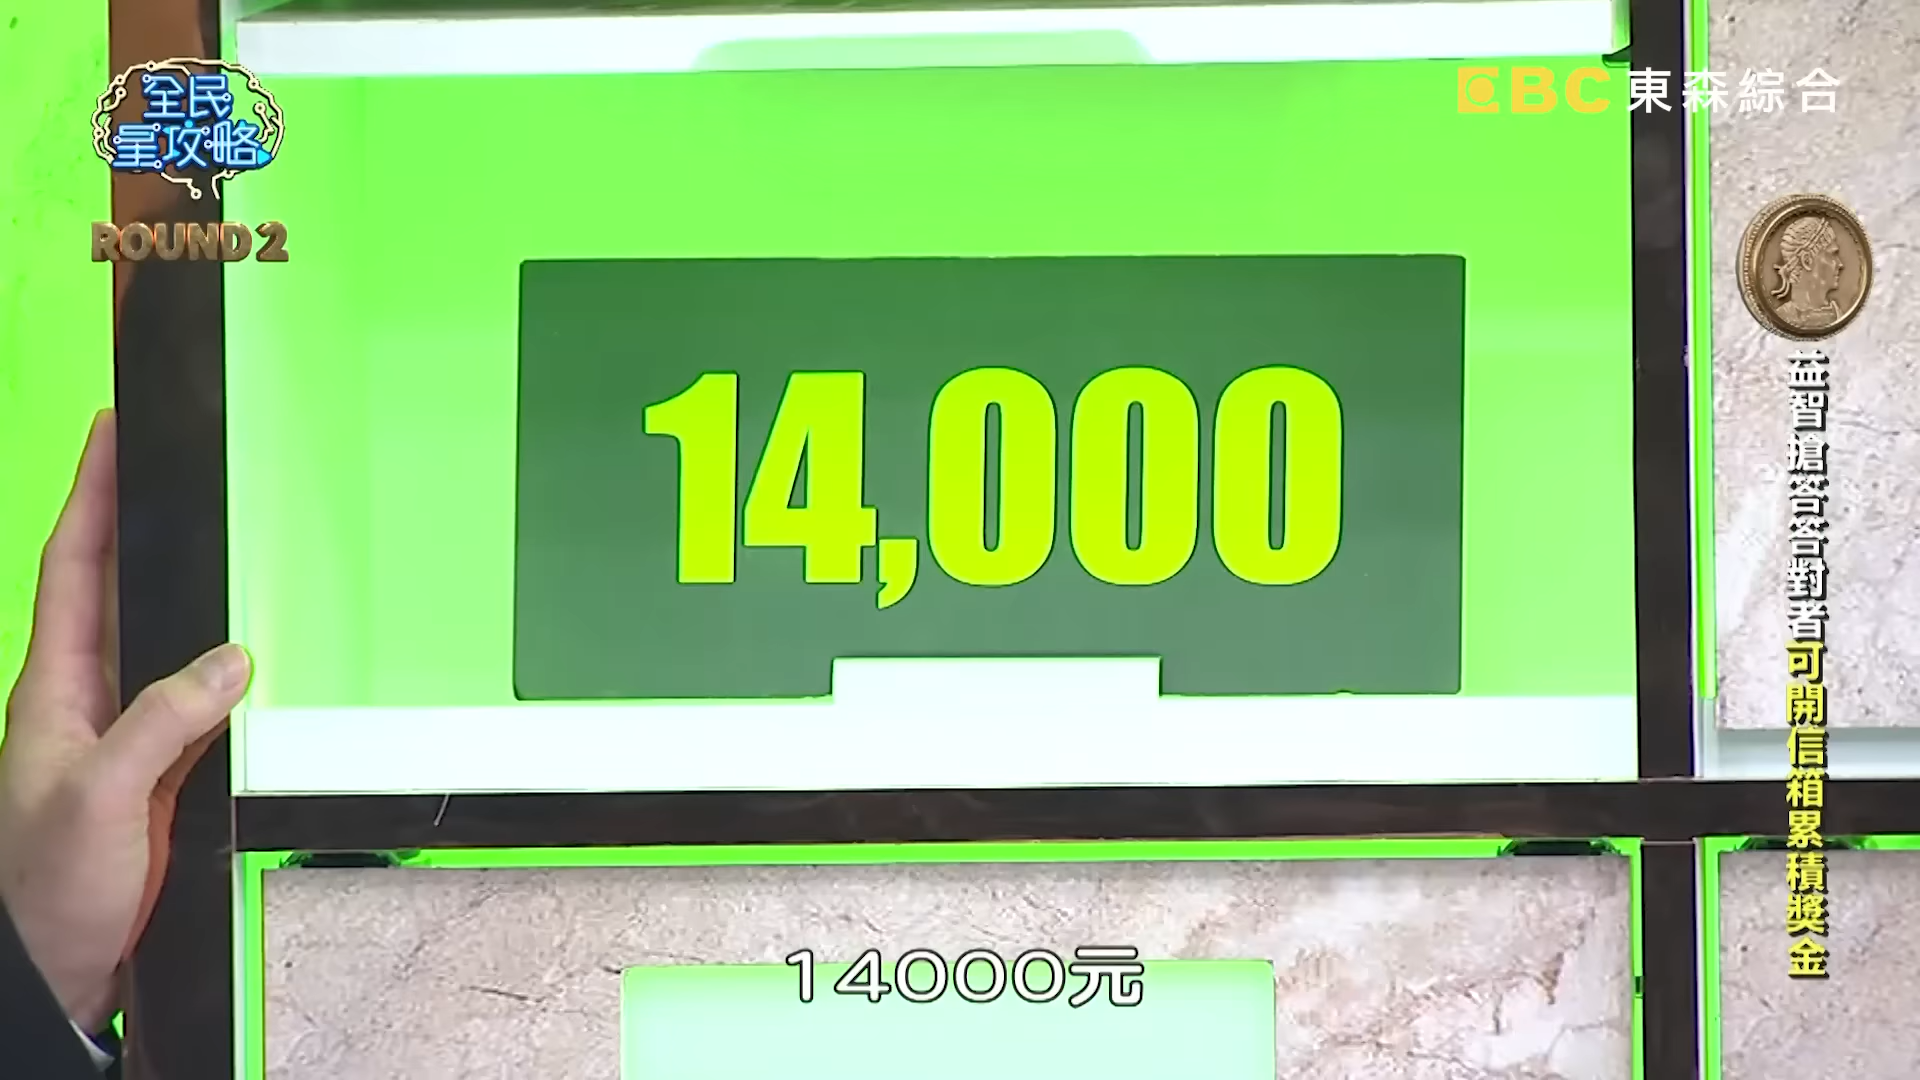 全民
星攻略
ROUND 2
EBC 東森綜合
14,000
益智搶答答對者可開信箱累積獎金
14000元